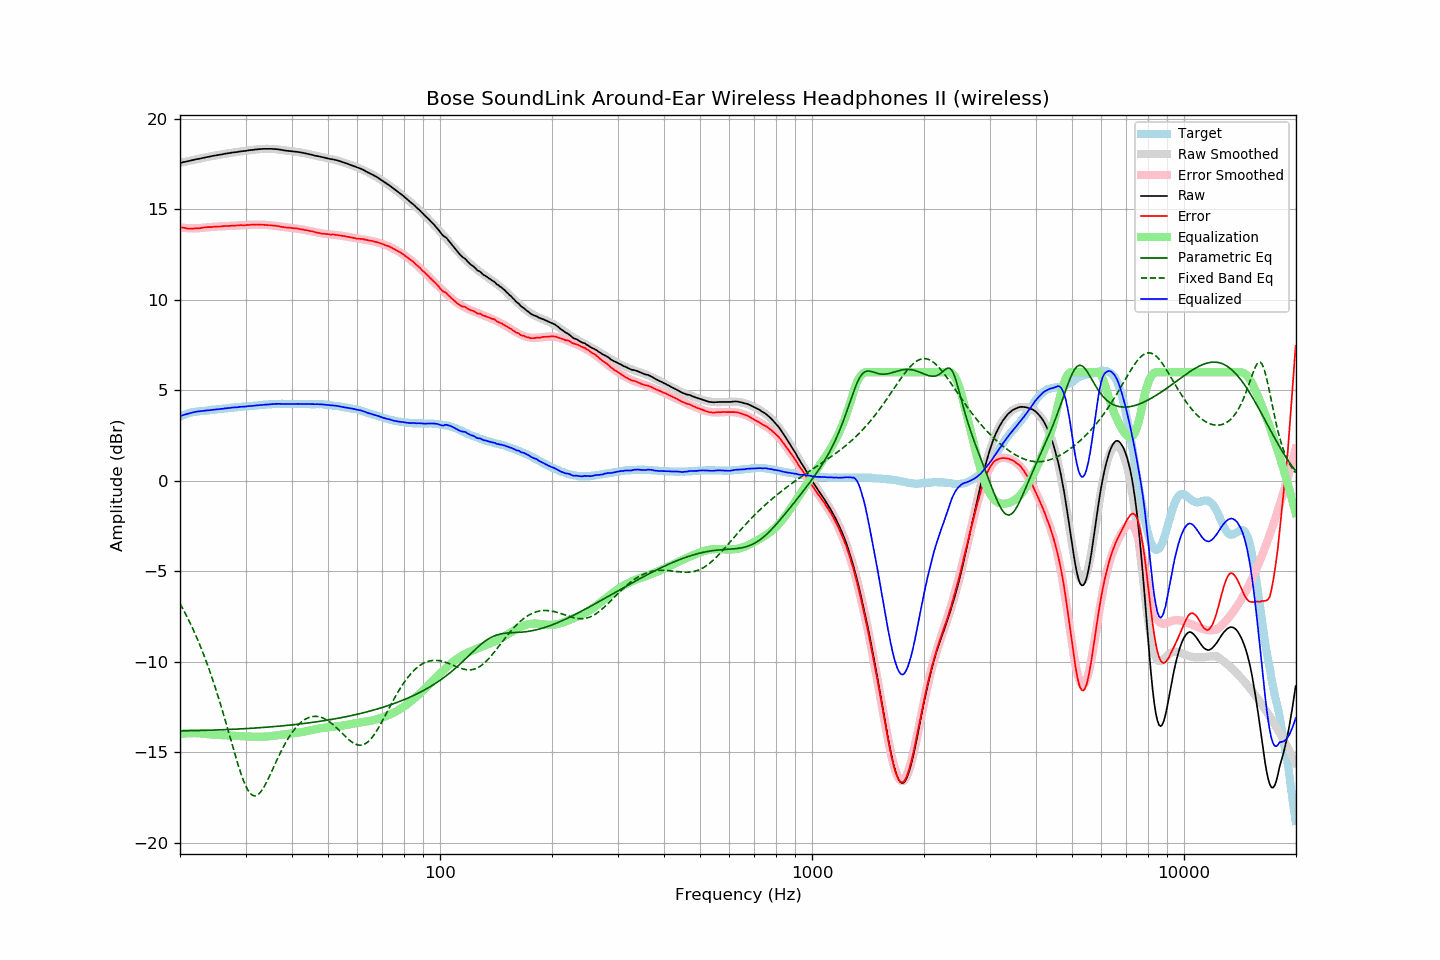 Bose SoundLink Around-Ear Wireless Headphones II (wireless)
20
15
10
5
0
−5
−10
−15
−20
Amplitude (dBr)
Target
Raw Smoothed
Error Smoothed
Raw
Error
Equalization
Parametric Eq
Fixed Band Eq
Equalized
100
1000
10000
Frequency (Hz)